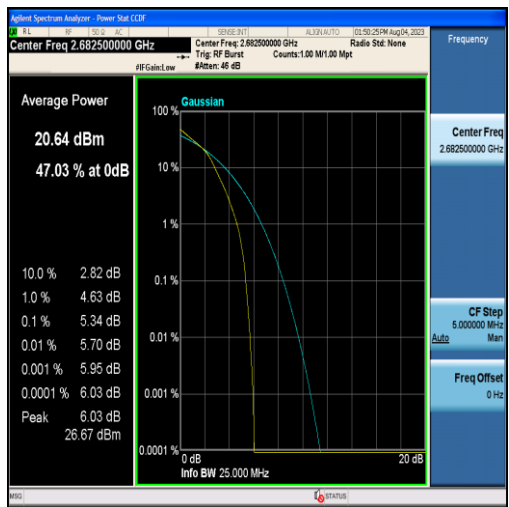 Agilent Spectrum Analyzer - Power Stat CCDF
RL RF 50 Ω AC SENSE:INT ALIGN AUTO 01:50:25 PM Aug 04, 2023
Center Freq 2.682500000 GHz
Center Freq: 2.682500000 GHz Radio Std: None
Trig: RF Burst Counts:1.00 M/1.00 Mpt
#IFGain:Low #Atten: 46 dB
Frequency
Average Power
20.64 dBm
47.03 % at 0dB
10.0 % 2.82 dB
1.0 % 4.63 dB
0.1 % 5.34 dB
0.01 % 5.70 dB
0.001 % 5.95 dB
0.0001 % 6.03 dB
Peak 6.03 dB
26.67 dBm
Gaussian
100 %
10 %
1 %
0.1 %
0.01 %
0.001 %
0.0001 %
0 dB 20 dB
Info BW 25.000 MHz
Center Freq
2.682500000 GHz
CF Step
5.000000 MHz
Auto Man
Freq Offset
0 Hz
MSG STATUS